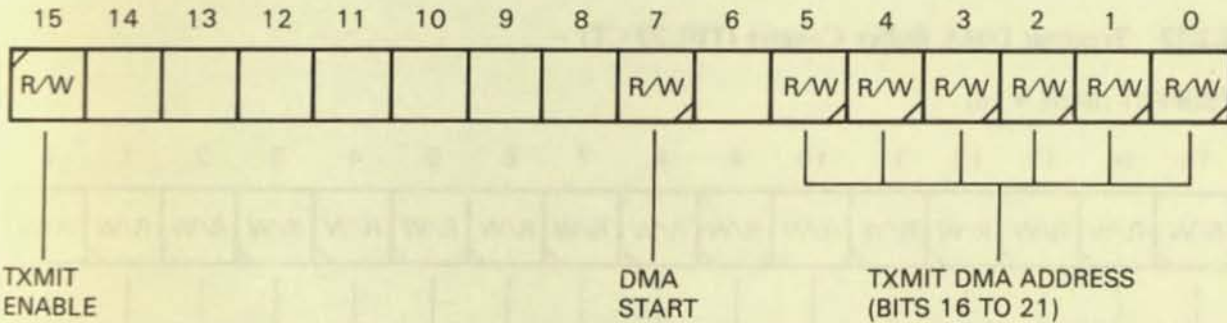 15 14 13 12 11 10 9 8 7 6 5 4 3 2 1 0
R/W R/W R/W R/W R/W R/W R/W R/W
TXMIT DMA TXMIT DMA ADDRESS
ENABLE START (BITS 16 TO 21)